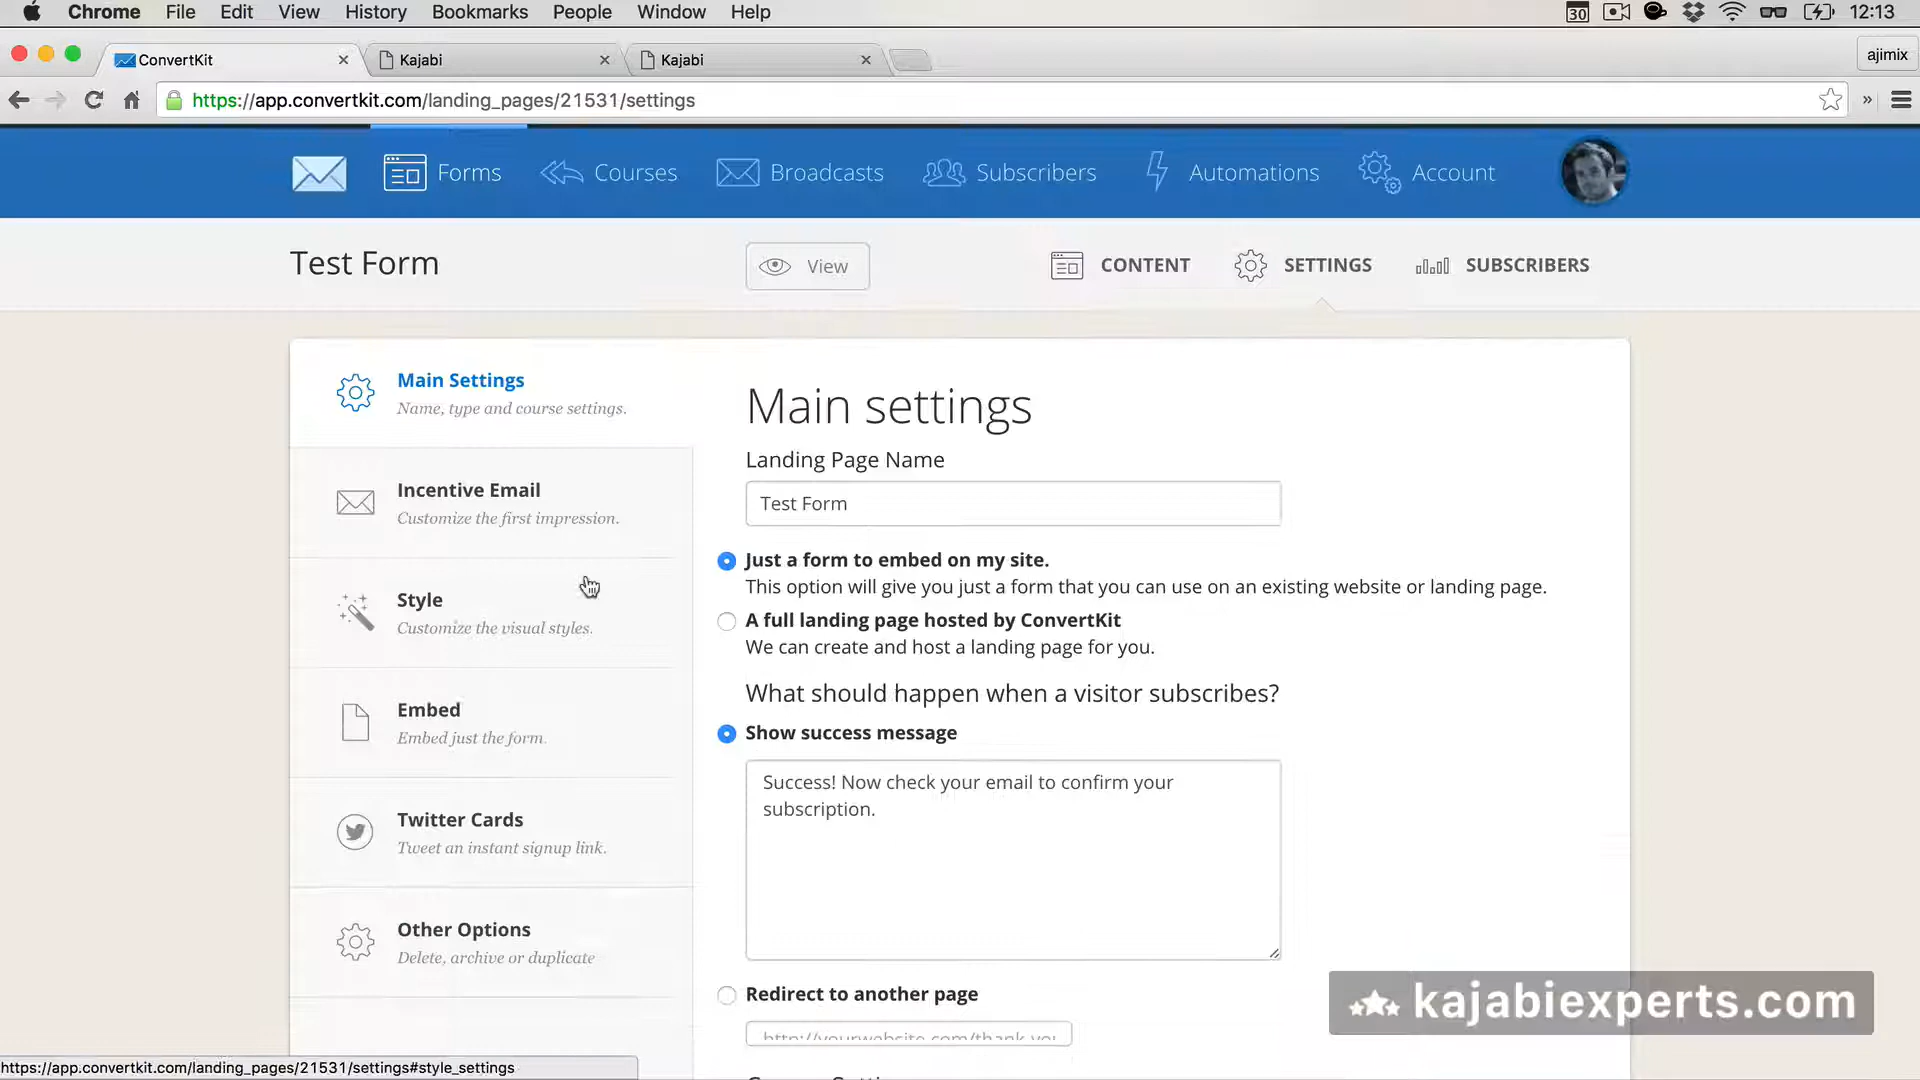 Chrome File Edit View History Bookmarks People Window Help 30 12:13
ConvertKit Kajabi Kajabi ajimix
https://app.convertkit.com/landing_pages/21531/settings
Forms Courses Broadcasts Subscribers Automations Account
Test Form View CONTENT SETTINGS SUBSCRIBERS
Main Settings
Name, type and course settings.
Incentive Email
Customize the first impression.
Style
Customize the visual styles.
Embed
Embed just the form.
Twitter Cards
Tweet an instant signup link.
Other Options
Delete, archive or duplicate
Main settings
Landing Page Name
Test Form
Just a form to embed on my site.
This option will give you just a form that you can use on an existing website or landing page.
A full landing page hosted by ConvertKit
We can create and host a landing page for you.
What should happen when a visitor subscribes?
Show success message
Success! Now check your email to confirm your
subscription.
Redirect to another page
http://yourwebsite.com/thank-you
kajabiexperts.com
https://app.convertkit.com/landing_pages/21531/settings#style_settings